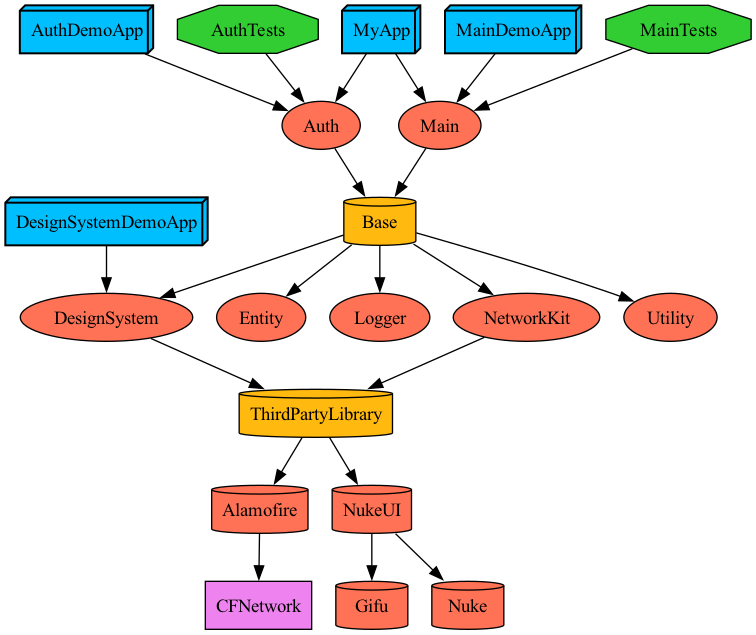 AuthDemoApp
AuthTests
MyApp
MainDemoApp
MainTests
Auth
Main
DesignSystemDemoApp
Base
DesignSystem
Entity
Logger
NetworkKit
Utility
ThirdPartyLibrary
Alamofire
NukeUI
CFNetwork
Gifu
Nuke